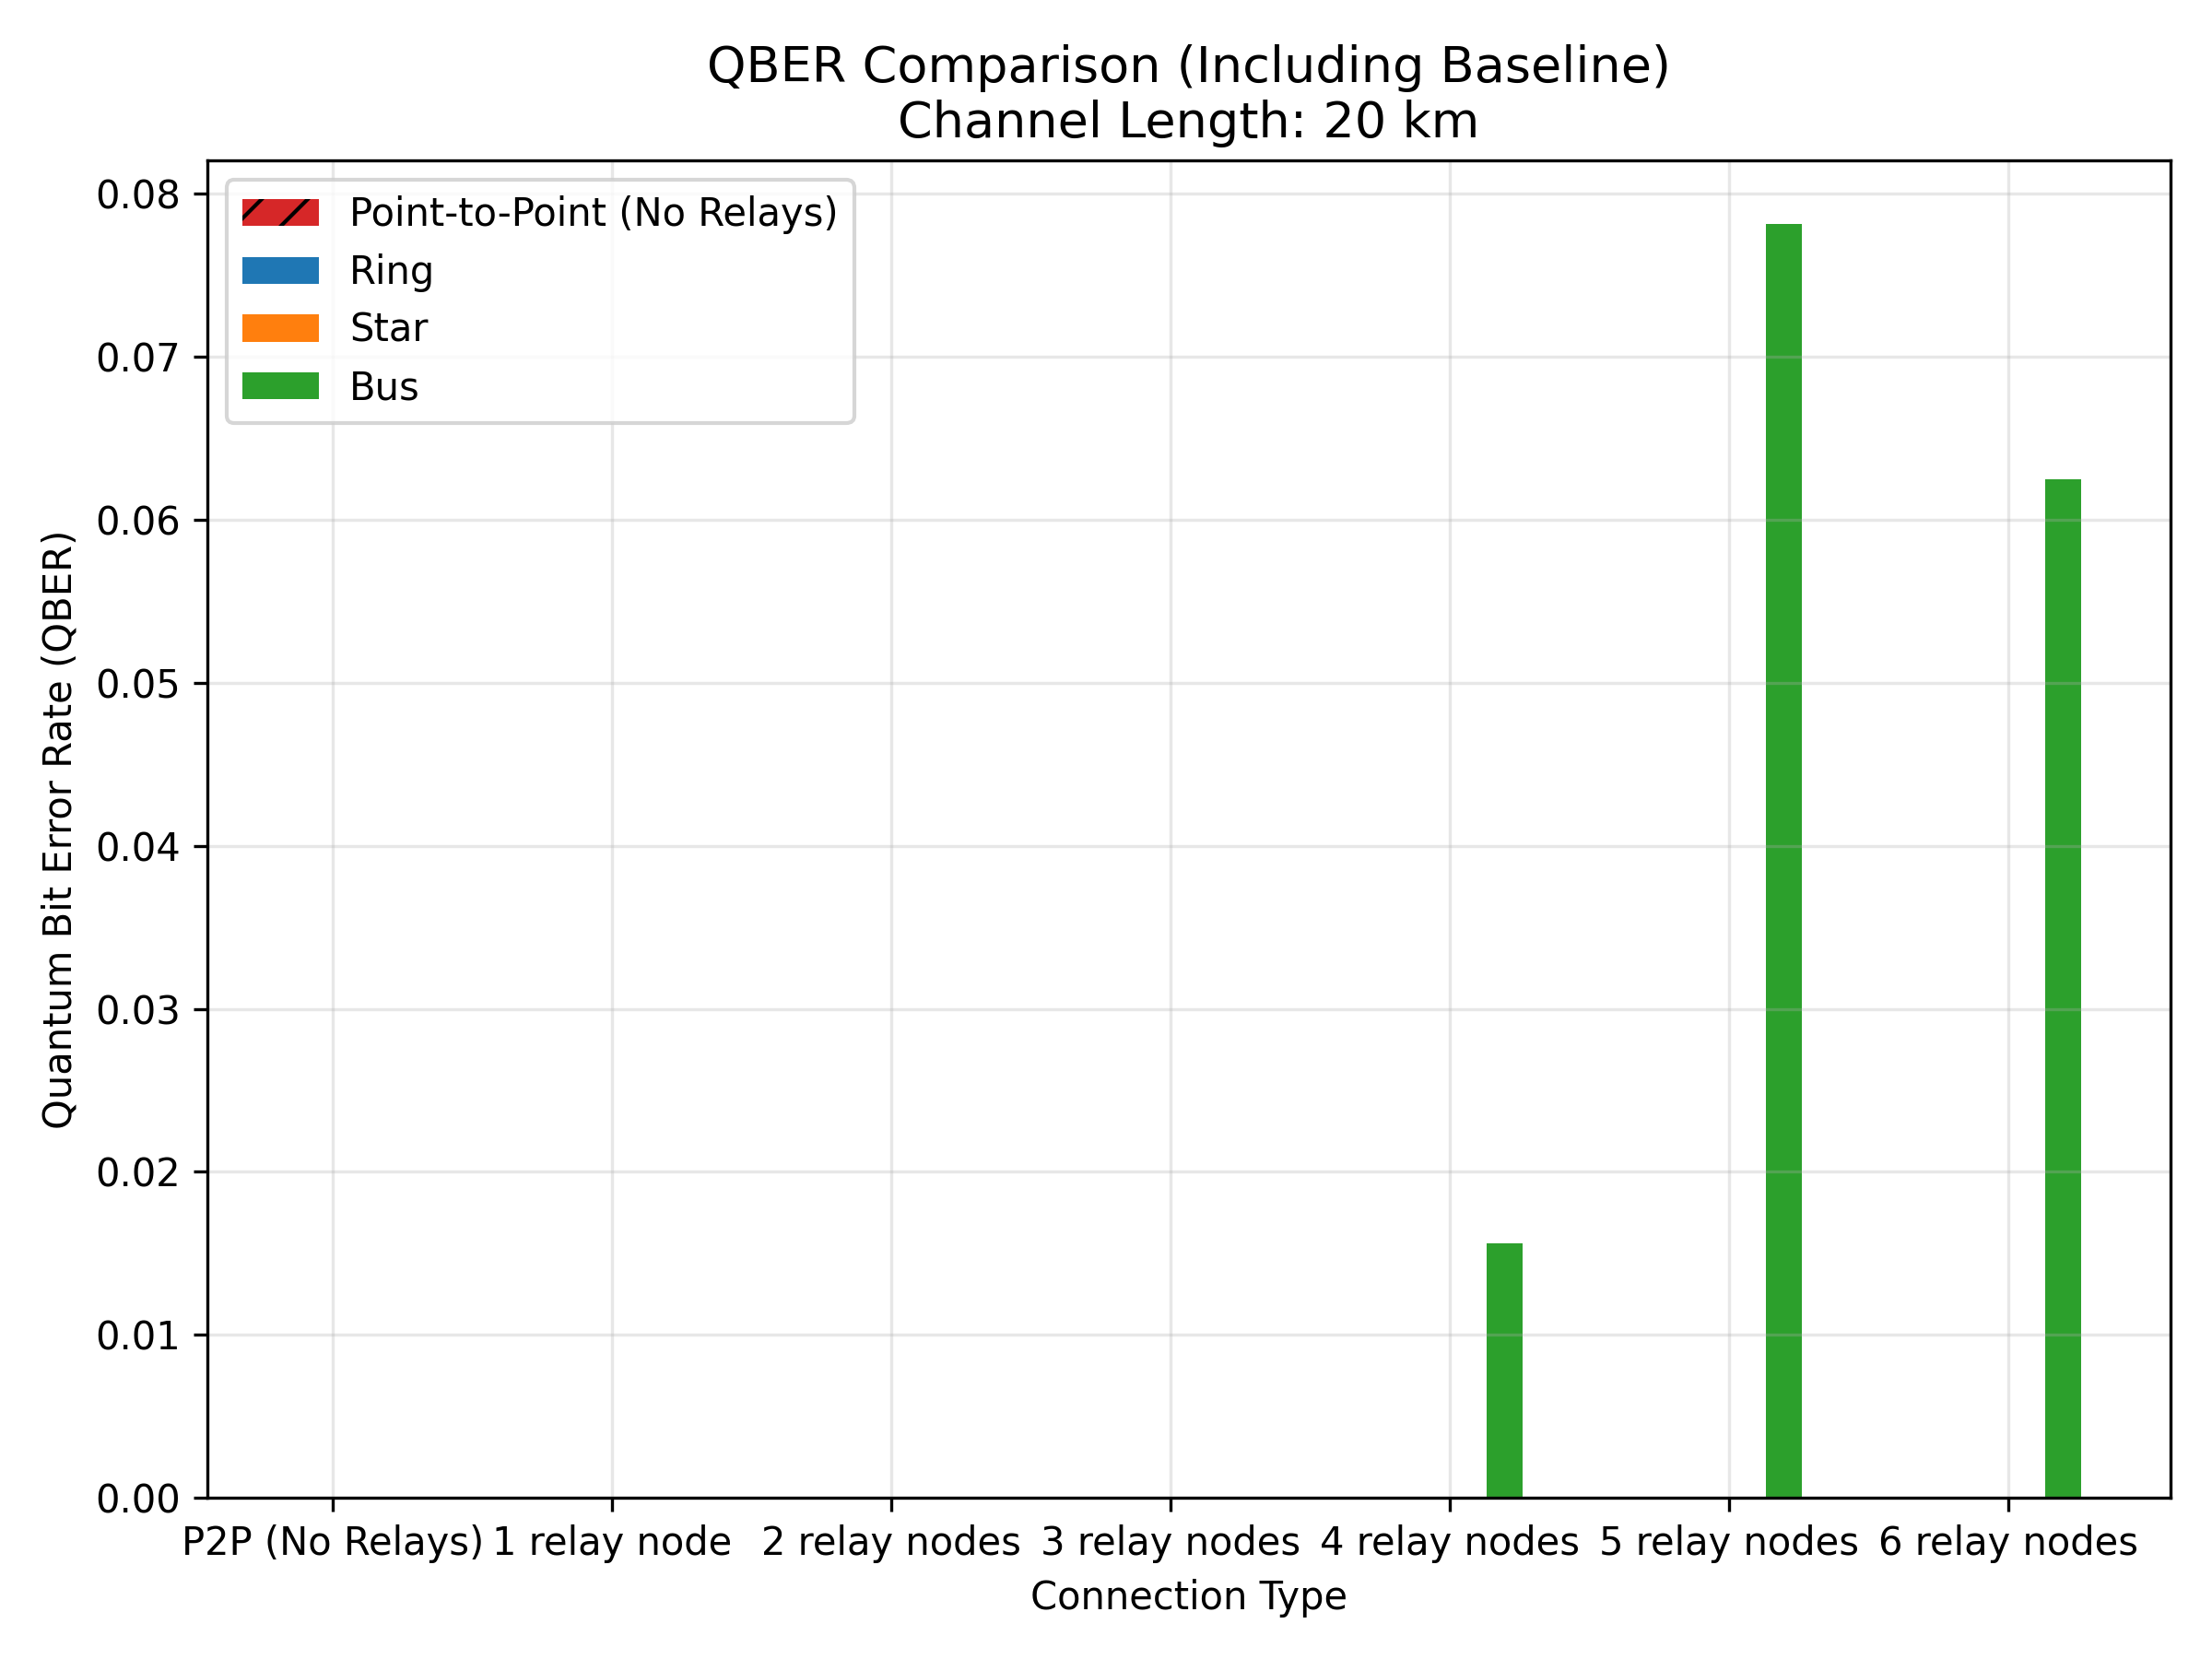 QBER Comparison (Including Baseline)
Channel Length: 20 km
Point-to-Point (No Relays)
Ring
Star
Bus
Quantum Bit Error Rate (QBER)
0.08
0.07
0.06
0.05
0.04
0.03
0.02
0.01
0.00
P2P (No Relays) 1 relay node 2 relay nodes 3 relay nodes 4 relay nodes 5 relay nodes 6 relay nodes
Connection Type